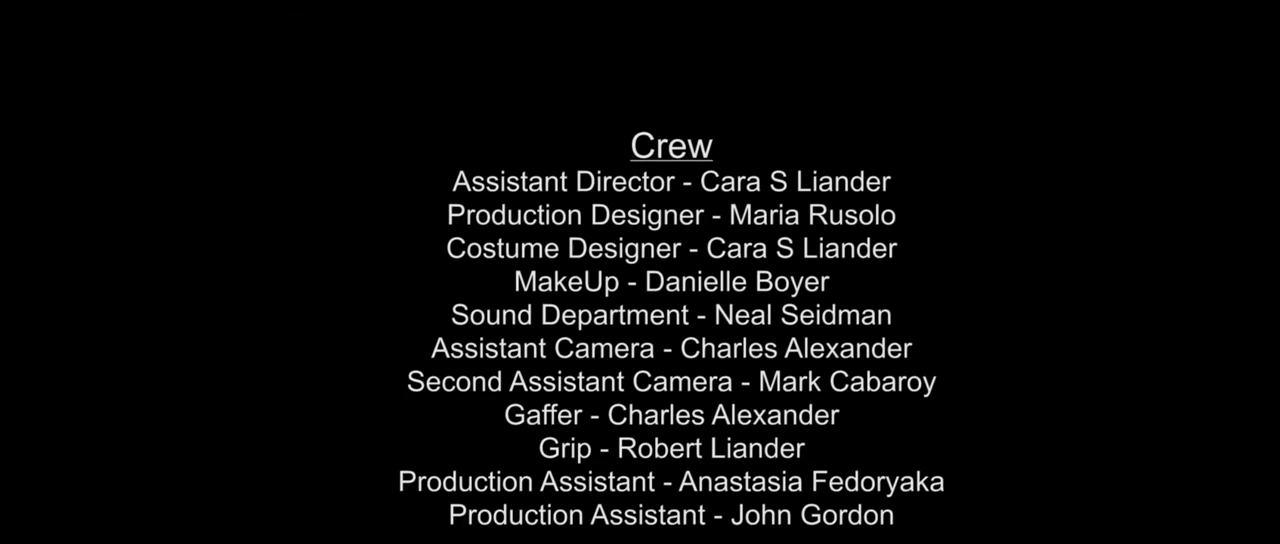 Crew
Assistant Director - Cara S Liander
Production Designer - Maria Rusolo
Costume Designer - Cara S Liander
MakeUp - Danielle Boyer
Sound Department - Neal Seidman
Assistant Camera - Charles Alexander
Second Assistant Camera - Mark Cabaroy
Gaffer - Charles Alexander
Grip - Robert Liander
Production Assistant - Anastasia Fedoryaka
Production Assistant - John Gordon